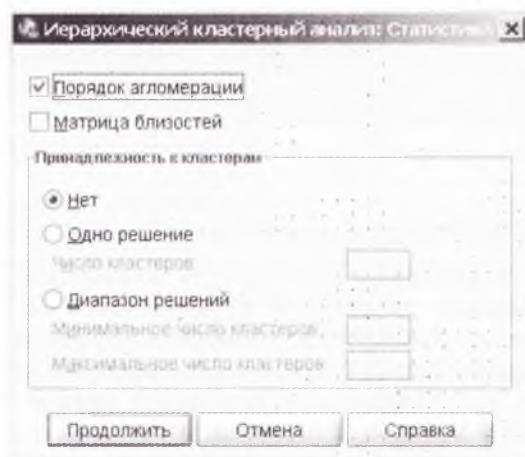 Иерархический кластерный анализ: Статистики
Порядок агломерации
Матрица близостей
Принадлежность к кластерам
Нет
Одно решение
Число кластеров
Диапазон решений
Минимальное число кластеров
Максимальное число кластеров
Продолжить Отмена Справка